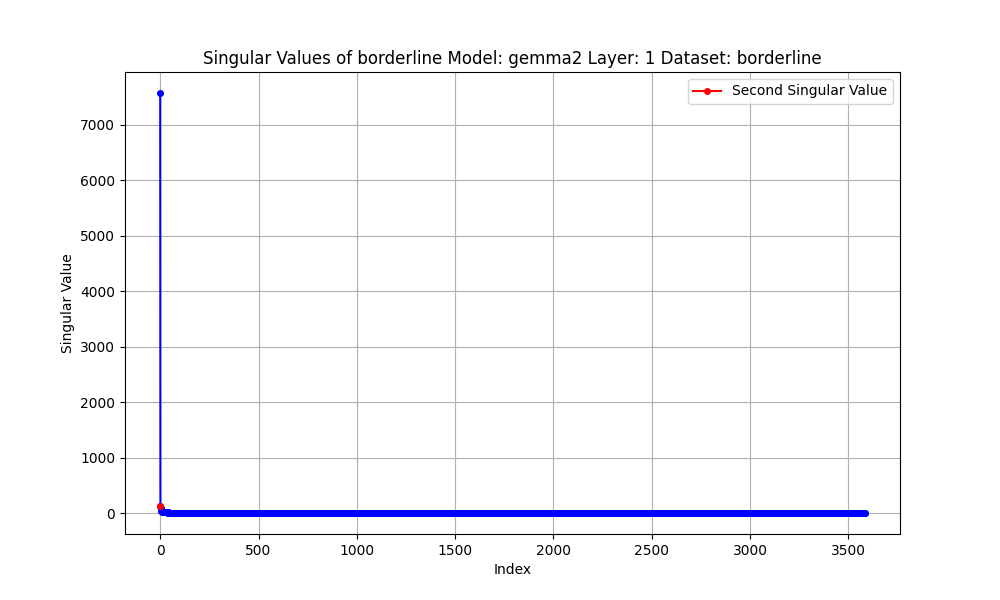 Singular Values of borderline Model: gemma2 Layer: 1 Dataset: borderline
Second Singular Value
7000
6000
5000
4000
3000
2000
1000
0
Singular Value
0 500 1000 1500 2000 2500 3000 3500
Index